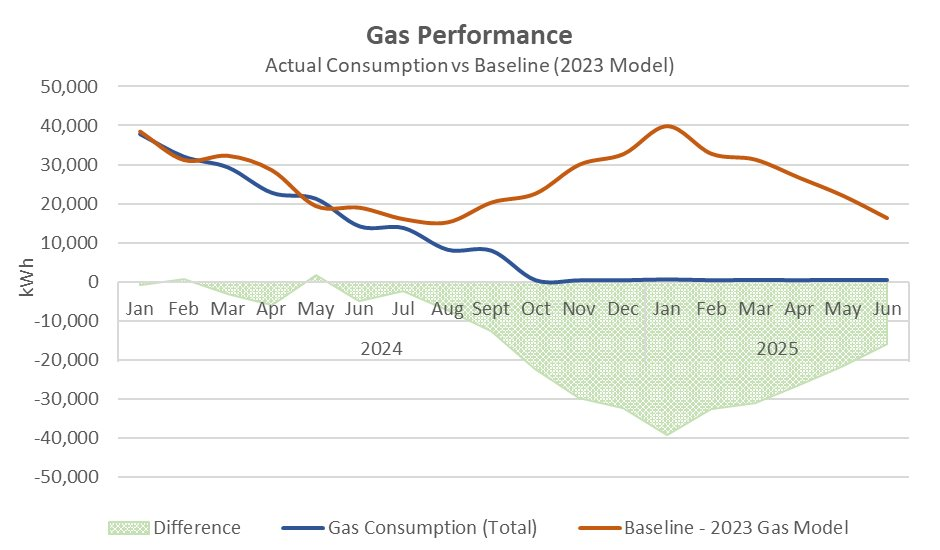 Gas Performance
Actual Consumption vs Baseline (2023 Model)
50,000
40,000
30,000
20,000
10,000
0
-10,000
-20,000
-30,000
-40,000
-50,000
kWh
Jan Feb Mar Apr May Jun Jul Aug Sept Oct Nov Dec Jan Feb Mar Apr May Jun
2024 2025
Difference Gas Consumption (Total) Baseline - 2023 Gas Model